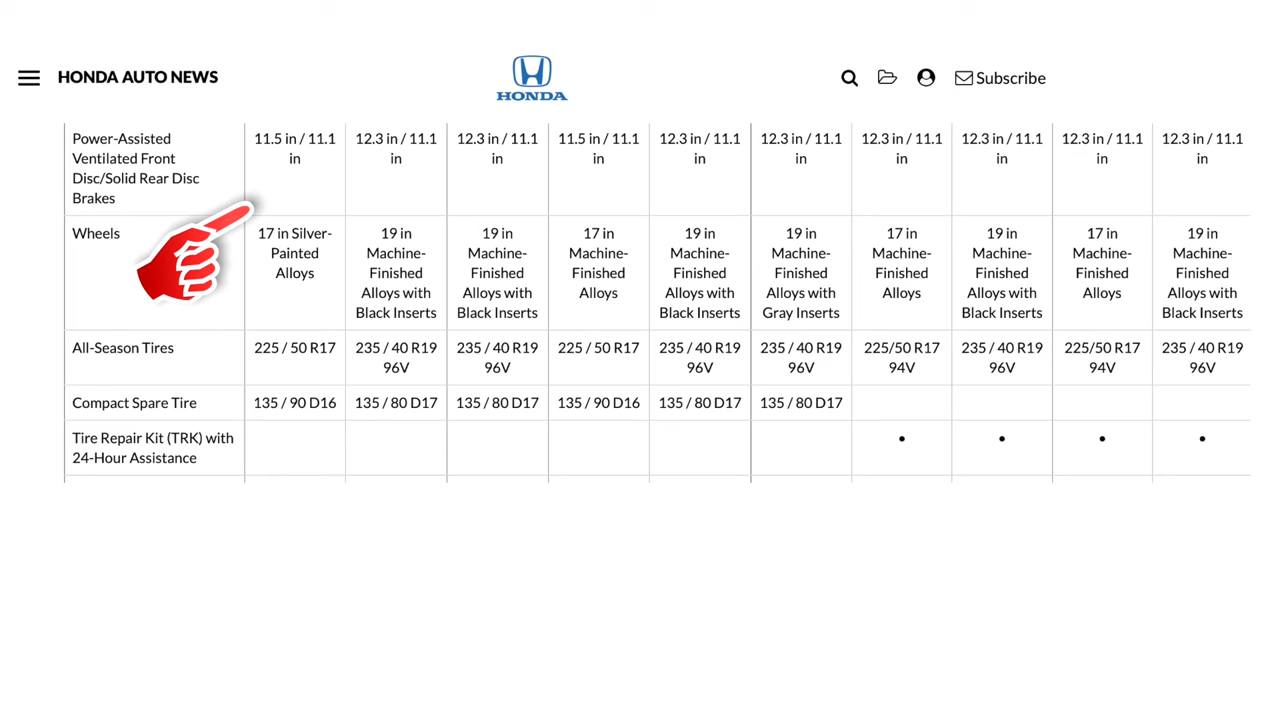 HONDA AUTO NEWS
HONDA
Subscribe
Power-Assisted Ventilated Front Disc/Solid Rear Disc Brakes 11.5 in / 11.1 in 12.3 in / 11.1 in 12.3 in / 11.1 in 11.5 in / 11.1 in 12.3 in / 11.1 in 12.3 in / 11.1 in 12.3 in / 11.1 in 12.3 in / 11.1 in 12.3 in / 11.1 in 12.3 in / 11.1 in
Wheels 17 in Silver-Painted Alloys 19 in Machine-Finished Alloys with Black Inserts 19 in Machine-Finished Alloys with Black Inserts 17 in Machine-Finished Alloys 19 in Machine-Finished Alloys with Black Inserts 19 in Machine-Finished Alloys with Gray Inserts 17 in Machine-Finished Alloys 19 in Machine-Finished Alloys with Black Inserts 17 in Machine-Finished Alloys 19 in Machine-Finished Alloys with Black Inserts
All-Season Tires 225 / 50 R17 235 / 40 R19 96V 235 / 40 R19 96V 225 / 50 R17 235 / 40 R19 96V 235 / 40 R19 96V 225/50 R17 94V 235 / 40 R19 96V 225/50 R17 94V 235 / 40 R19 96V
Compact Spare Tire 135 / 90 D16 135 / 80 D17 135 / 80 D17 135 / 90 D16 135 / 80 D17 135 / 80 D17
Tire Repair Kit (TRK) with 24-Hour Assistance • • • •